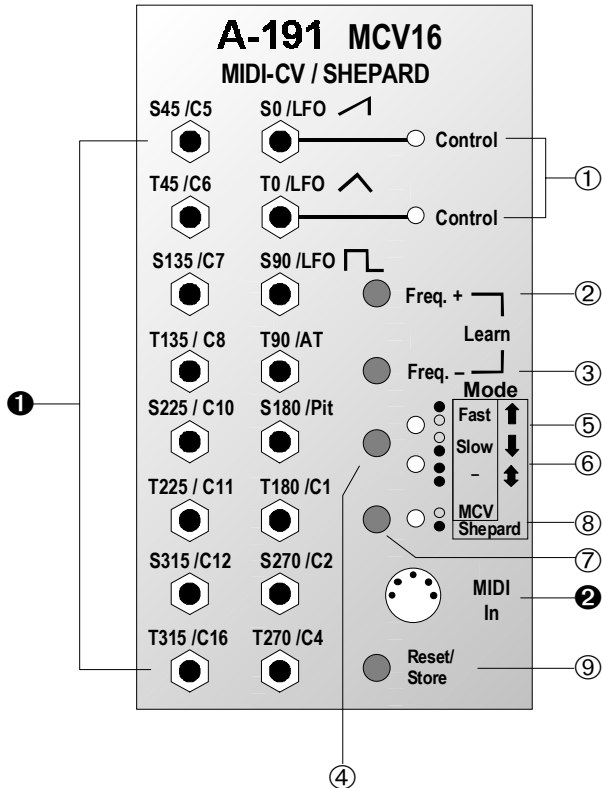 A-191 MCV16
MIDI-CV / SHEPARD
S45 /C5 S0 /LFO
Control
①
T45 /C6 T0 /LFO
Control
S135 /C7 S90 /LFO
Freq. +
②
Learn
T135 / C8 T90 /AT
Freq. –
③
Mode
❶
S225 / C10 S180 /Pit
Fast
⑤
Slow
⑥
–
T225 / C11 T180 /C1
MCV
⑧
Shepard
⑦
S315 /C12 S270 /C2
MIDI
In
❷
T315 /C16 T270 /C4
Reset/
Store
⑨
④